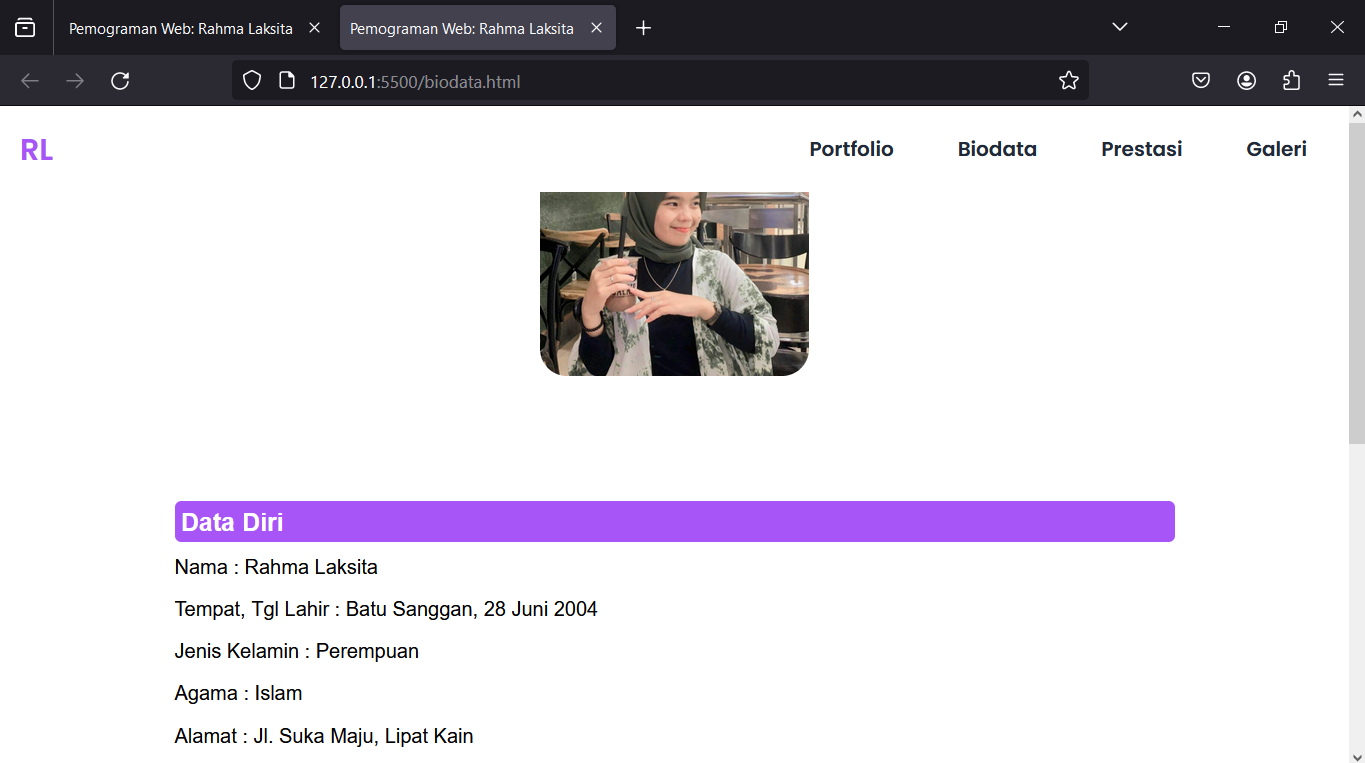 Pemograman Web: Rahma Laksita
Pemograman Web: Rahma Laksita
127.0.0.1:5500/biodata.html
RL
Portfolio
Biodata
Prestasi
Galeri
Data Diri
Nama : Rahma Laksita
Tempat, Tgl Lahir : Batu Sanggan, 28 Juni 2004
Jenis Kelamin : Perempuan
Agama : Islam
Alamat : Jl. Suka Maju, Lipat Kain